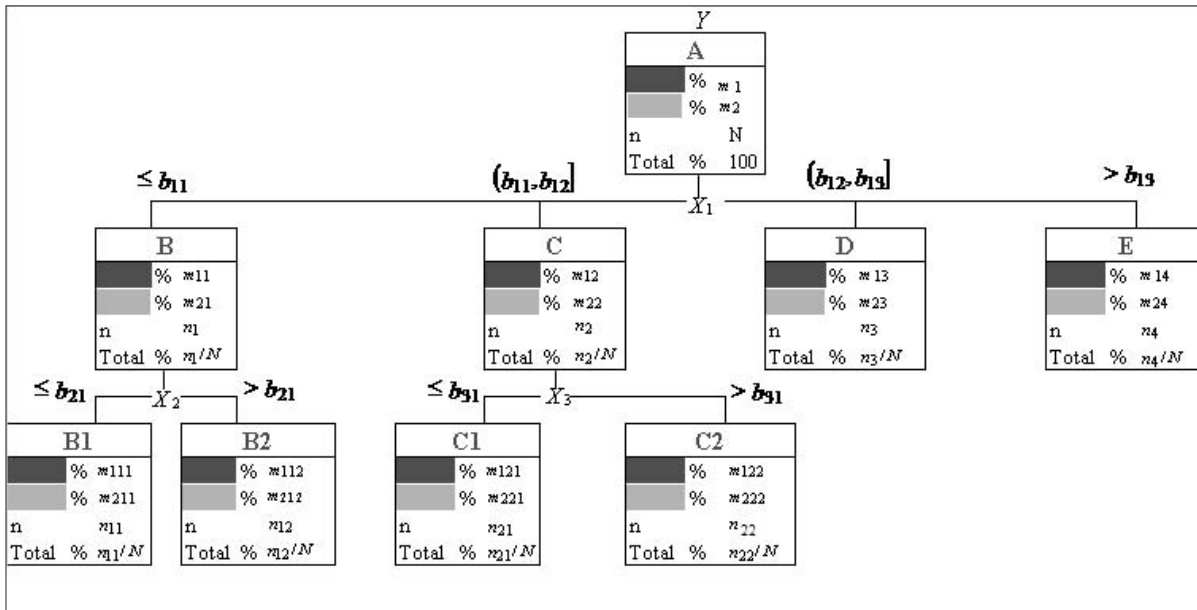 Y
A
% m1
% m2
n N
Total % 100
≤ b11
(b11, b12]
(b12, b13]
> b13
X1
B
% m11
% m21
n n1
Total % n1/N
C
% m12
% m22
n n2
Total % n2/N
D
% m13
% m23
n n3
Total % n3/N
E
% m14
% m24
n n4
Total % n4/N
≤ b21
X2
> b21
≤ b31
X3
> b31
B1
% m111
% m211
n n11
Total % n11/N
B2
% m112
% m212
n n12
Total % n12/N
C1
% m121
% m221
n n21
Total % n21/N
C2
% m122
% m222
n n22
Total % n22/N